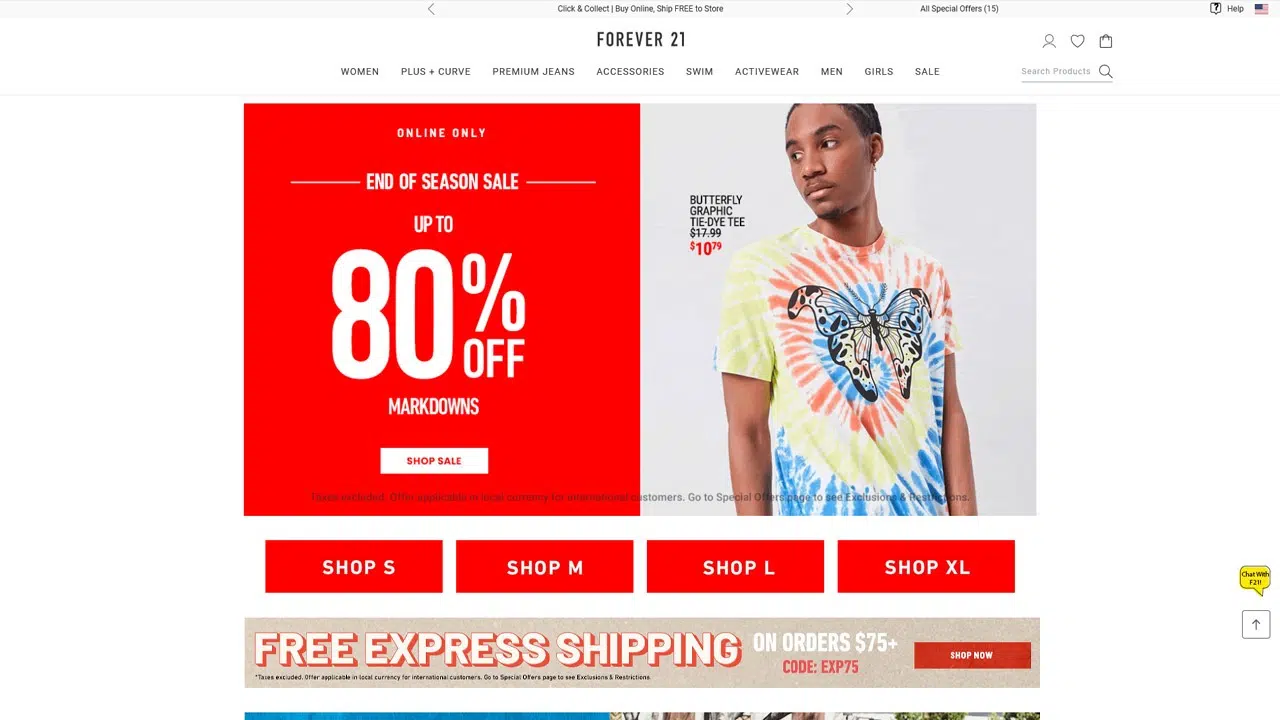 Click & Collect | Buy Online, Ship FREE to Store
All Special Offers (15)
Help
FOREVER 21
WOMEN PLUS + CURVE PREMIUM JEANS ACCESSORIES SWIM ACTIVEWEAR MEN GIRLS SALE
Search Products
ONLINE ONLY
END OF SEASON SALE
UP TO
80% OFF
MARKDOWNS
SHOP SALE
BUTTERFLY
GRAPHIC
TIE-DYE TEE
$17.99
$10.79
Taxes excluded. Offer applicable in local currency for international customers. Go to Special Offers page to see Exclusions & Restrictions.
SHOP S
SHOP M
SHOP L
SHOP XL
Chat With
F21!
FREE EXPRESS SHIPPING
ON ORDERS $75+
CODE: EXP75
SHOP NOW
*Taxes excluded. Offer applicable in local currency for international customers. Go to Special Offers page to see Exclusions & Restrictions.